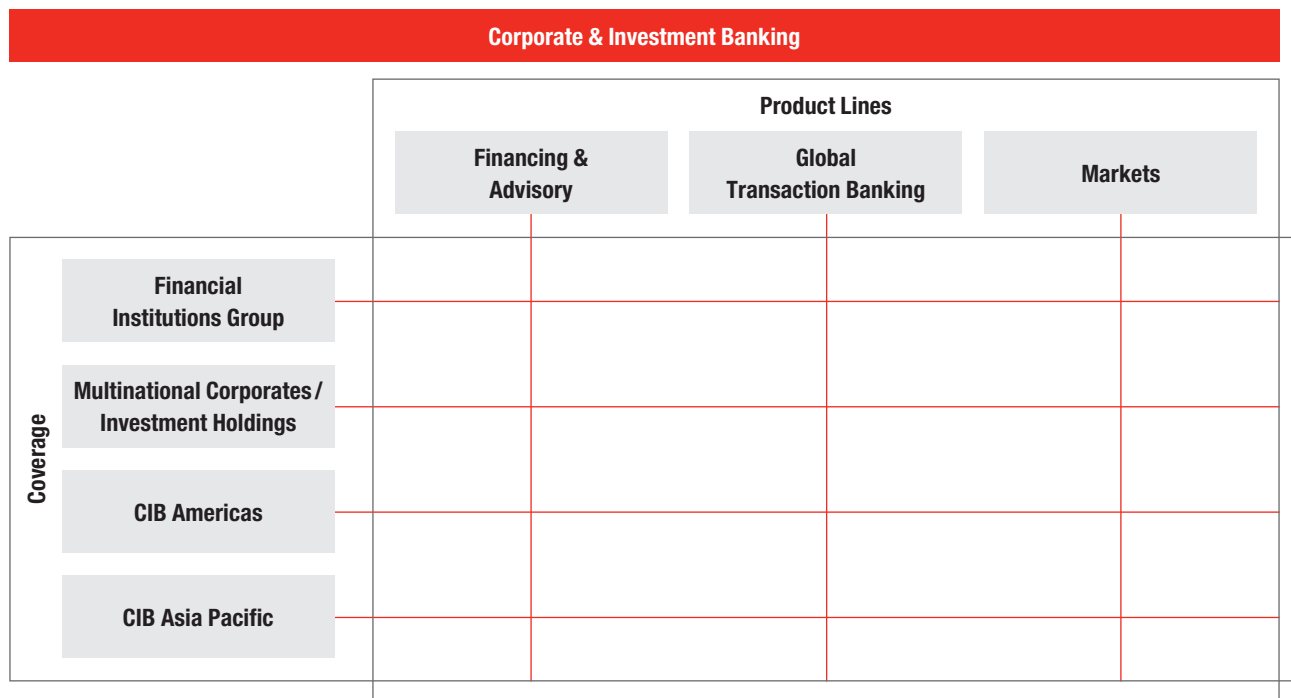 Corporate & Investment Banking
Product Lines
Financing &
Advisory
Global
Transaction Banking
Markets
Coverage
Financial
Institutions Group
Multinational Corporates /
Investment Holdings
CIB Americas
CIB Asia Pacific